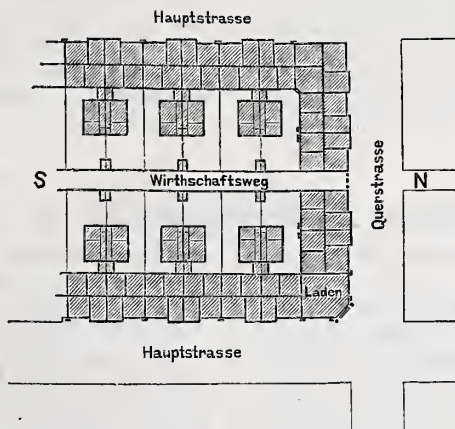 Hauptstrasse
S
Wirthschaftsweg
Querstrasse
N
Laden
Hauptstrasse